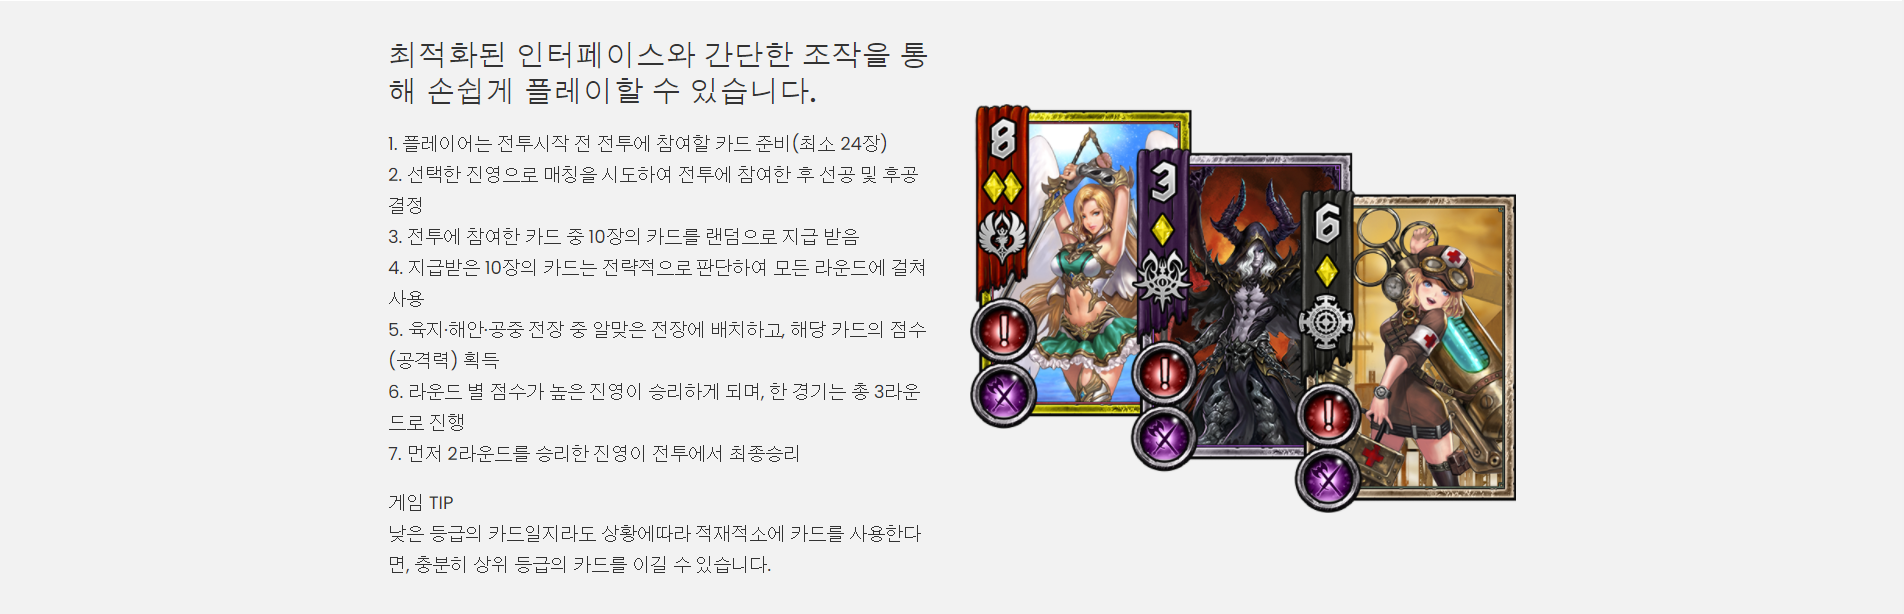 최적화된 인터페이스와 간단한 조작을 통
해 손쉽게 플레이할 수 있습니다.
1. 플레이어는 전투시작 전 전투에 참여할 카드 준비(최소 24장)
2. 선택한 진영으로 매칭을 시도하여 전투에 참여한 후 선공 및 후공
결정
3. 전투에 참여한 카드 중 10장의 카드를 랜덤으로 지급 받음
4. 지급받은 10장의 카드는 전략적으로 판단하여 모든 라운드에 걸쳐
사용
5. 육지·해안·공중 전장 중 알맞은 전장에 배치하고, 해당 카드의 점수
(공격력) 획득
6. 라운드 별 점수가 높은 진영이 승리하게 되며, 한 경기는 총 3라운
드로 진행
7. 먼저 2라운드를 승리한 진영이 전투에서 최종승리
게임 TIP
낮은 등급의 카드일지라도 상황에따라 적재적소에 카드를 사용한다
면, 충분히 상위 등급의 카드를 이길 수 있습니다.
8
3
6